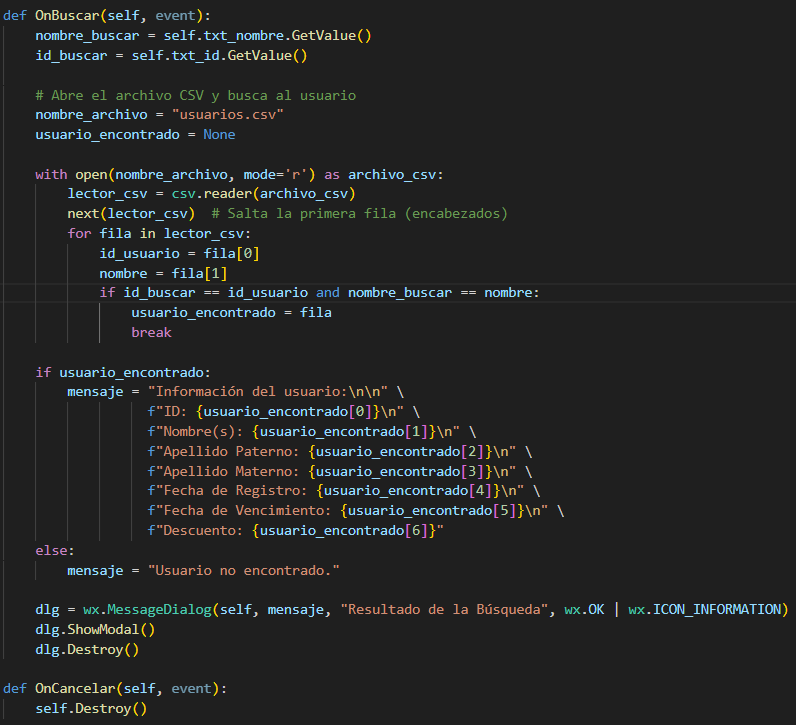 def OnBuscar(self, event):
    nombre_buscar = self.txt_nombre.GetValue()
    id_buscar = self.txt_id.GetValue()

    # Abre el archivo CSV y busca al usuario
    nombre_archivo = "usuarios.csv"
    usuario_encontrado = None

    with open(nombre_archivo, mode='r') as archivo_csv:
        lector_csv = csv.reader(archivo_csv)
        next(lector_csv)  # Salta la primera fila (encabezados)
        for fila in lector_csv:
            id_usuario = fila[0]
            nombre = fila[1]
            if id_buscar == id_usuario and nombre_buscar == nombre:
                usuario_encontrado = fila
                break

    if usuario_encontrado:
        mensaje = "Información del usuario:\n\n" \
                  f"ID: {usuario_encontrado[0]}\n" \
                  f"Nombre(s): {usuario_encontrado[1]}\n" \
                  f"Apellido Paterno: {usuario_encontrado[2]}\n" \
                  f"Apellido Materno: {usuario_encontrado[3]}\n" \
                  f"Fecha de Registro: {usuario_encontrado[4]}\n" \
                  f"Fecha de Vencimiento: {usuario_encontrado[5]}\n" \
                  f"Descuento: {usuario_encontrado[6]}"
    else:
        mensaje = "Usuario no encontrado."

    dlg = wx.MessageDialog(self, mensaje, "Resultado de la Búsqueda", wx.OK | wx.ICON_INFORMATION)
    dlg.ShowModal()
    dlg.Destroy()

def OnCancelar(self, event):
    self.Destroy()